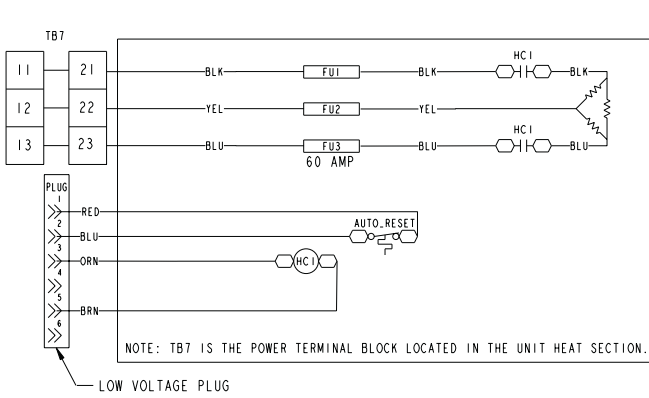 TB7
HC1
11 21 BLK FU1 BLK BLK
12 22 YEL FU2 YEL
HC1
13 23 BLU FU3 BLU BLU
60 AMP
PLUG
1
RED
2
AUTO_RESET
BLU
3
ORN HC1
4
5
BRN
6
NOTE: TB7 IS THE POWER TERMINAL BLOCK LOCATED IN THE UNIT HEAT SECTION.
LOW VOLTAGE PLUG